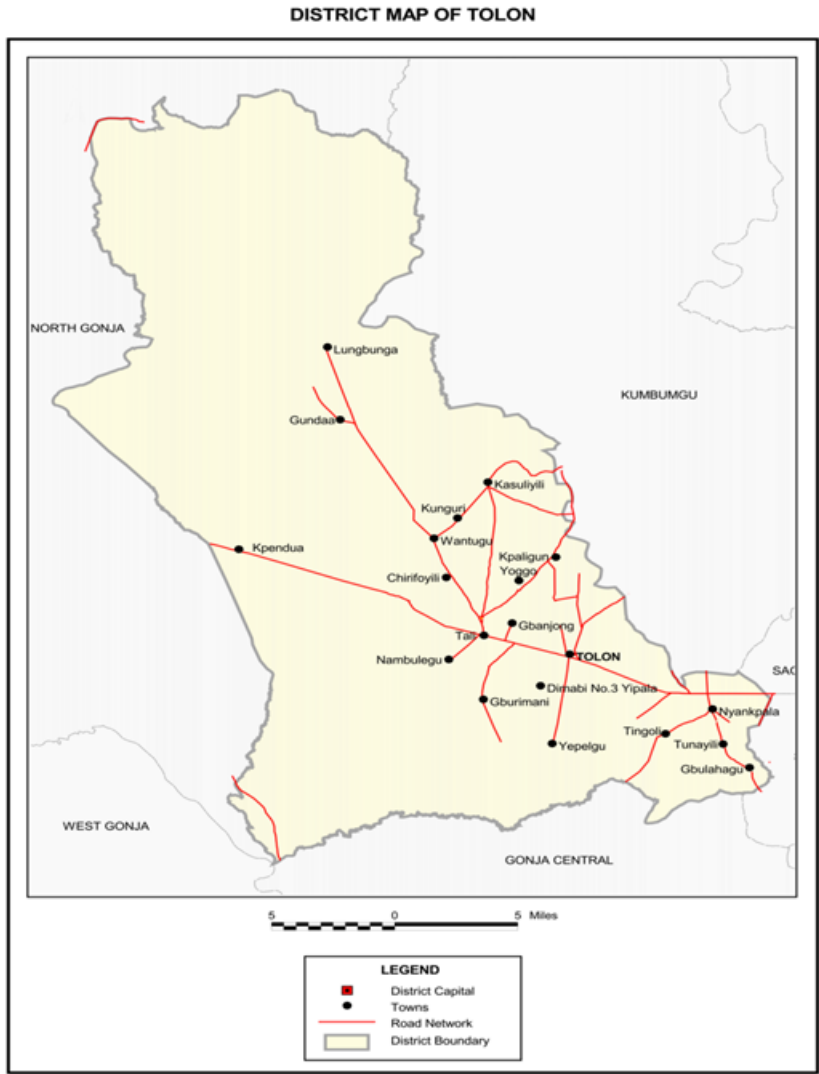 DISTRICT MAP OF TOLON
NORTH GONJA
Lungbunga
KUMBUMGU
Gundaa
Kasuliyili
Kunguri
Wantugu
Kpendua
Kpaligun
Yoggo
Chirifoyili
Gbanjong
Tali
TOLON
Nambulegu
SAG
Dimabi No.3 Yipala
Gburimani
Nyankpala
Tingoli
Tunayili
Yepelgu
Gbulahagu
WEST GONJA
GONJA CENTRAL
5 0 5 Miles
LEGEND
District Capital
Towns
Road Network
District Boundary